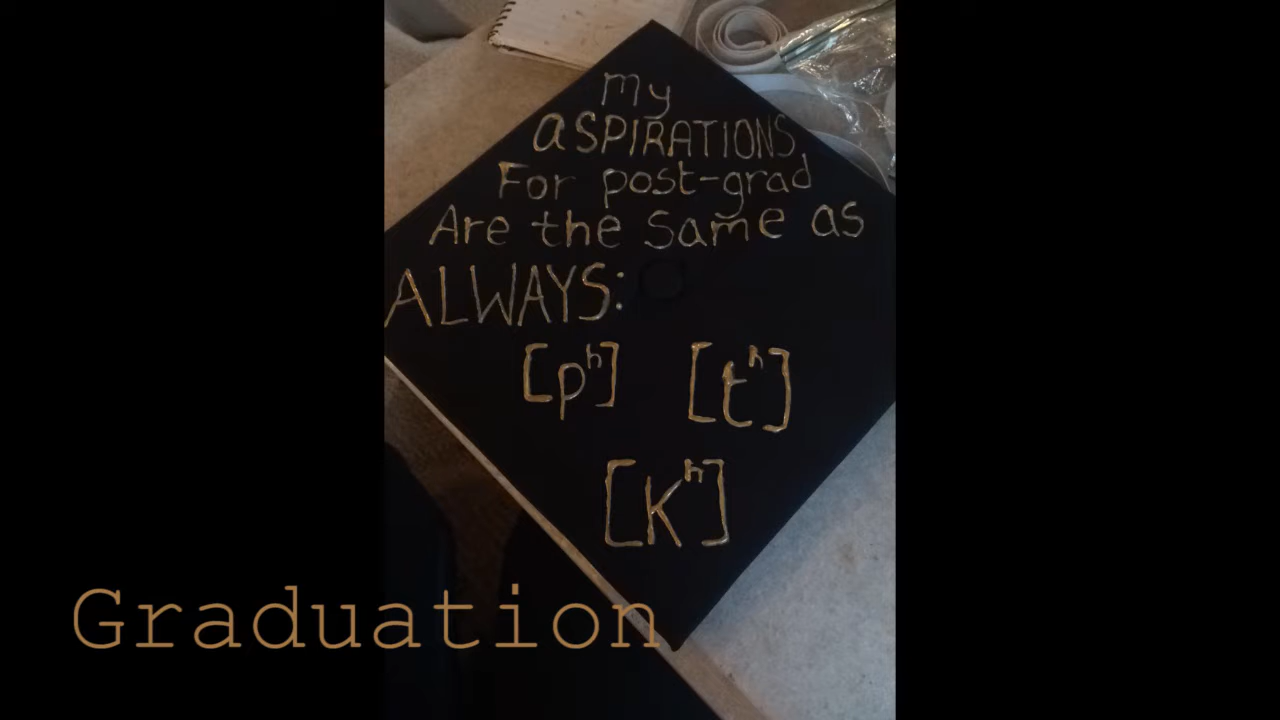 my
aSPIRATIONS
For post-grad
Are the Same as
ALWAYS:
[pʰ] [tʰ]
[Kʰ]
Graduation